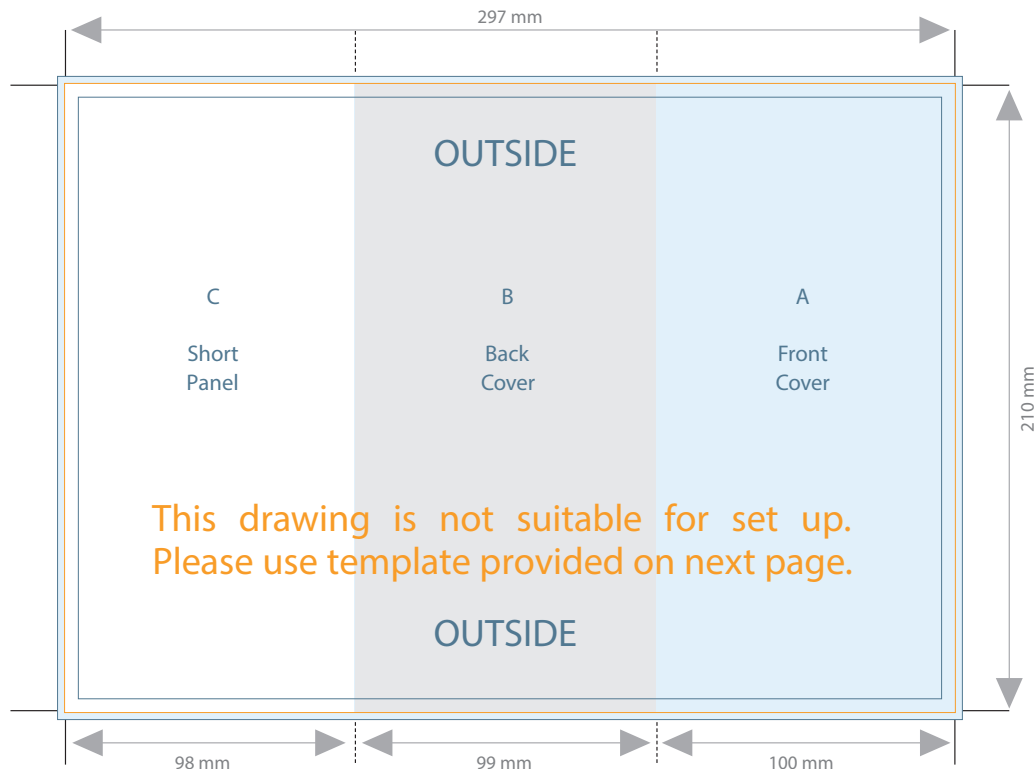 297 mm
OUTSIDE
C
Short
Panel
B
Back
Cover
A
Front
Cover
210 mm
This drawing is not suitable for set up.
Please use template provided on next page.
OUTSIDE
98 mm
99 mm
100 mm